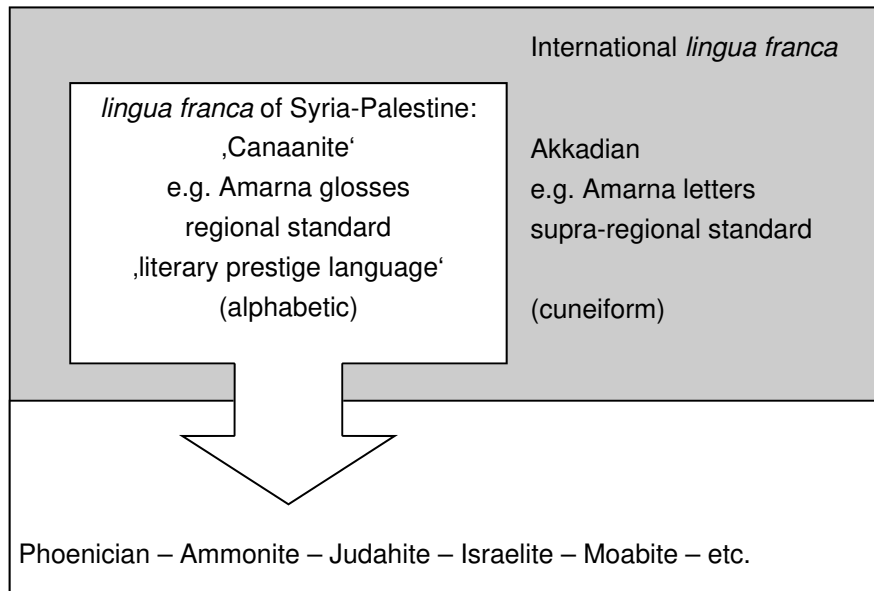 International lingua franca
lingua franca of Syria-Palestine:
‚Canaanite‘
e.g. Amarna glosses
regional standard
‚literary prestige language‘
(alphabetic)
Akkadian
e.g. Amarna letters
supra-regional standard
(cuneiform)
Phoenician – Ammonite – Judahite – Israelite – Moabite – etc.